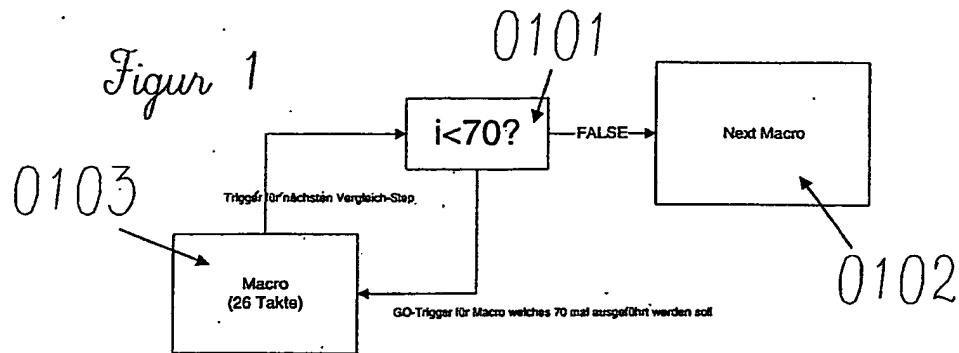 Figur 1
0101
i<70?
FALSE
Next Macro
0103
Trigger für nächsten Vergleich-Step
Macro
(26 Takte)
0102
GO-Trigger für Macro welches 70 mal ausgeführt werden soll